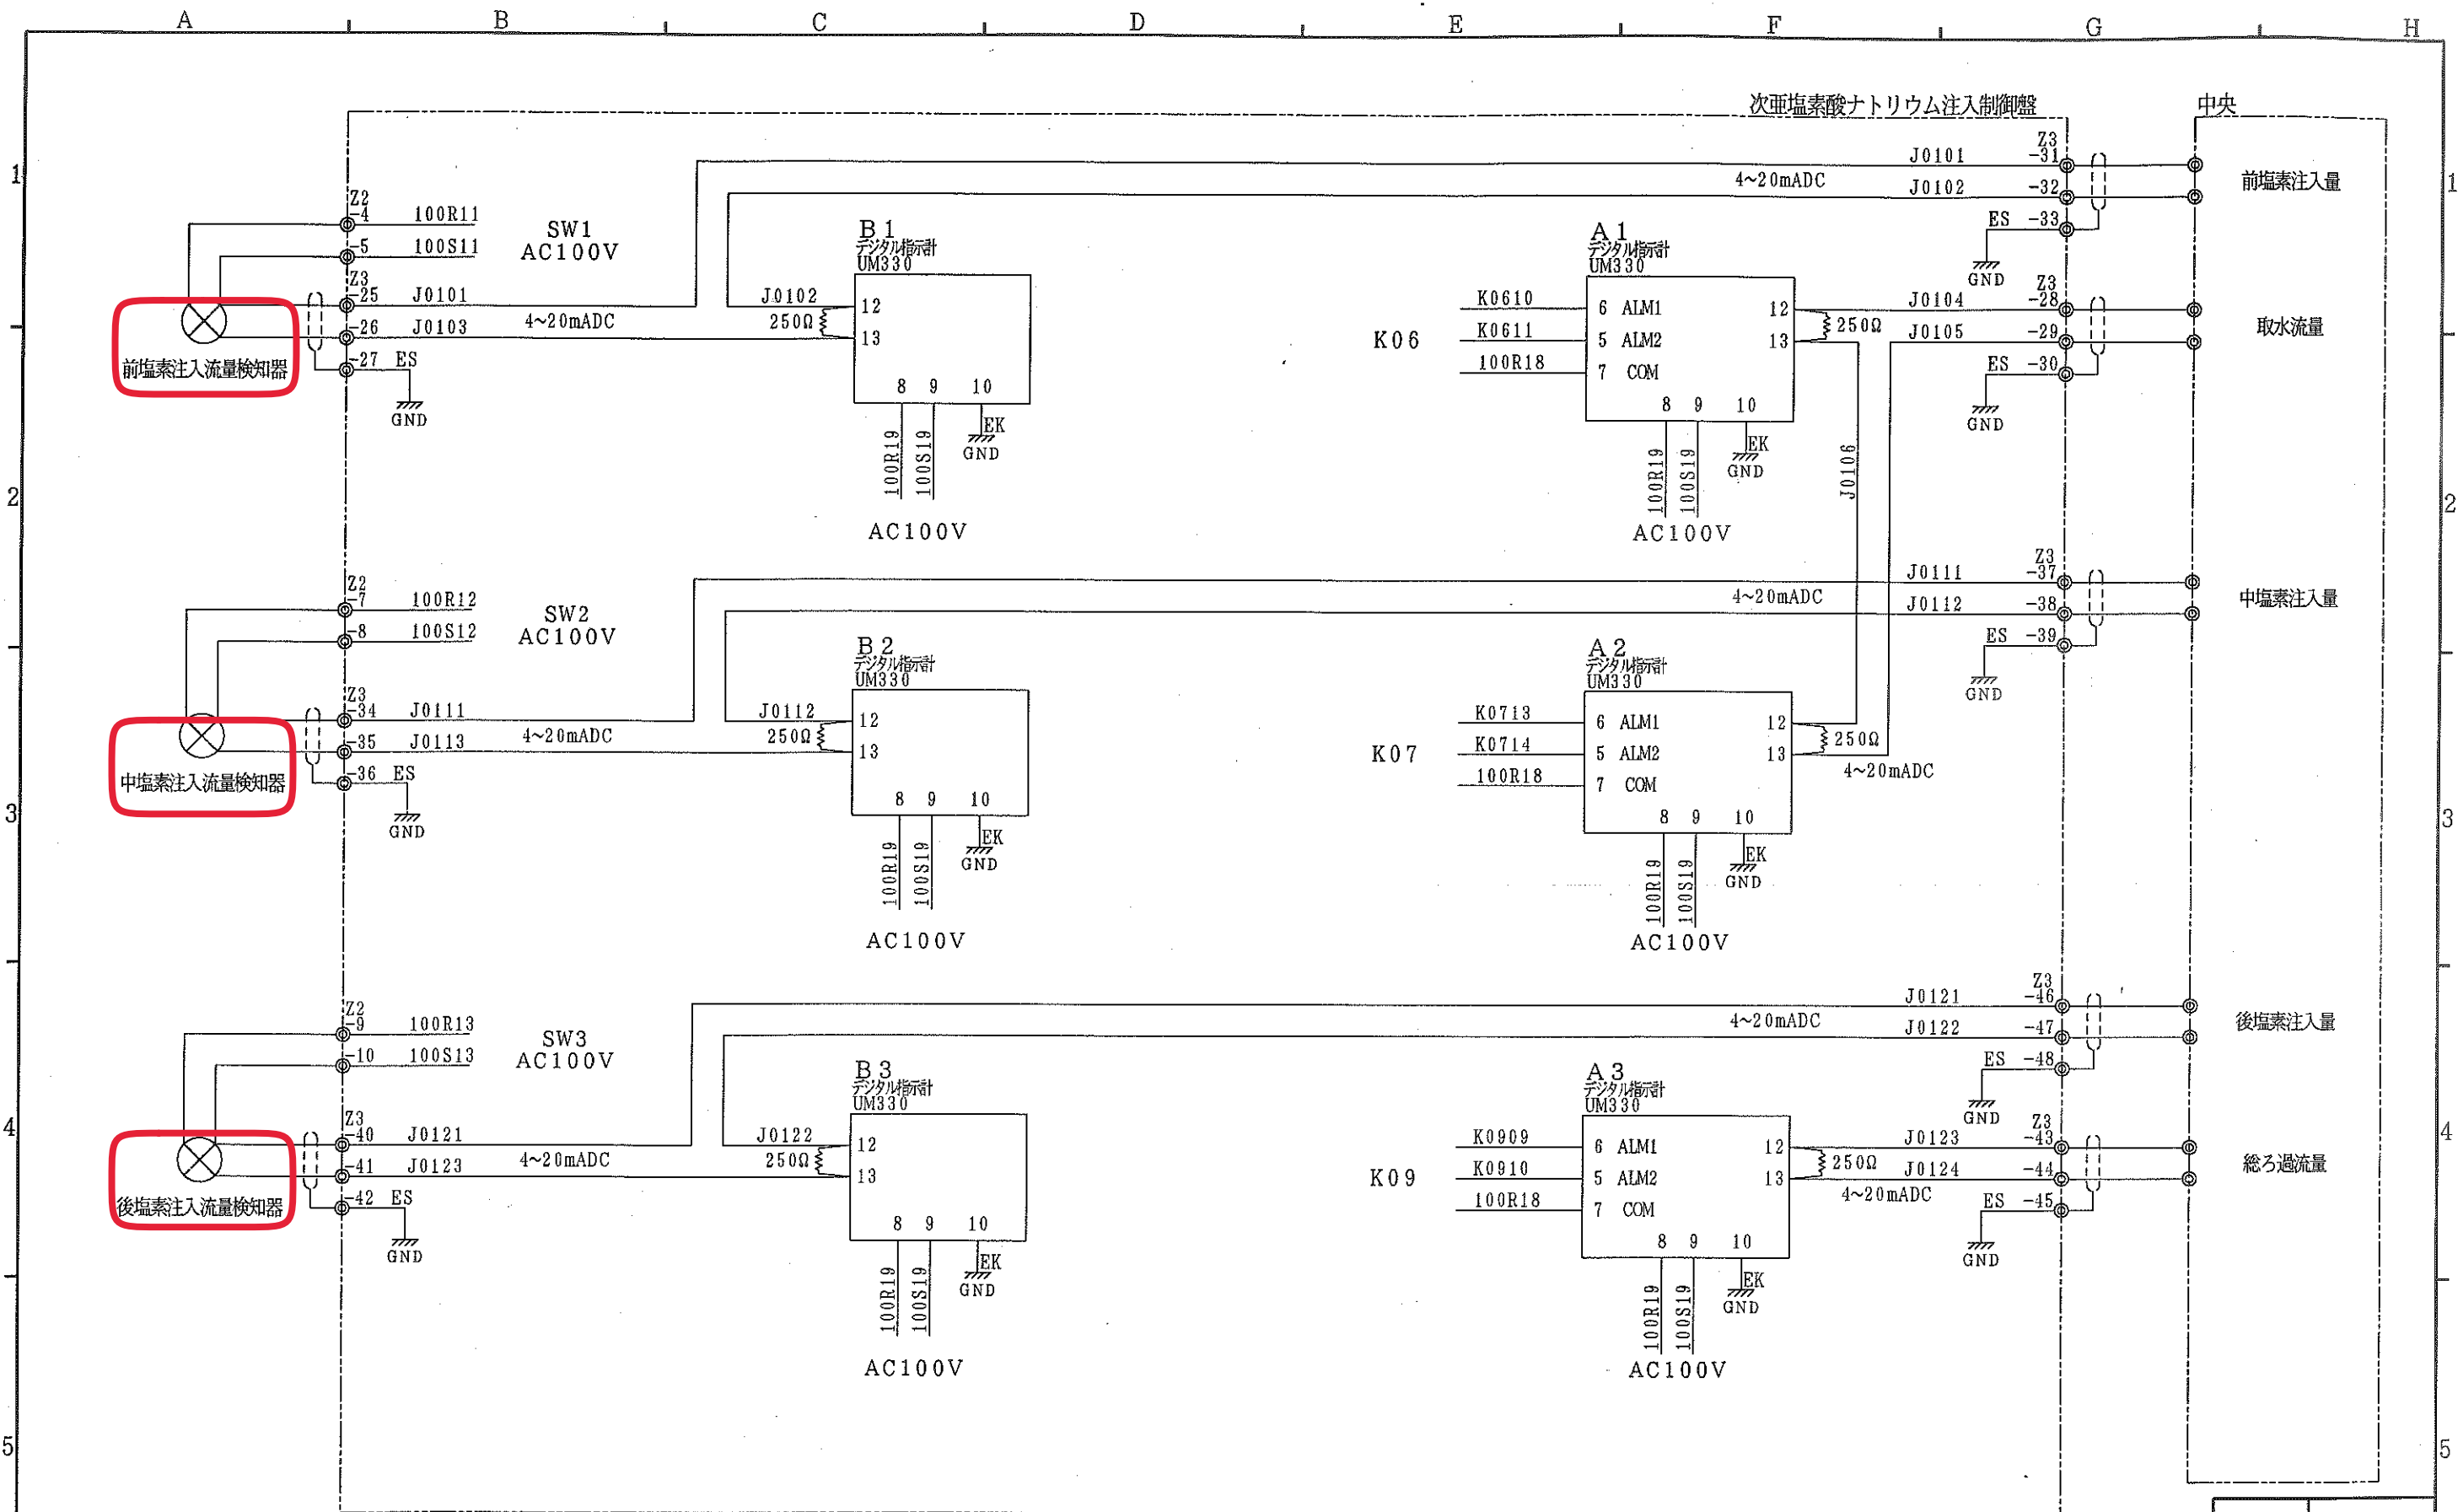 A B C D E F G H
次亜塩素酸ナトリウム注入制御盤
中央
1
1
Z3
-31
J0101
4~20mADC
J0102
-32
前塩素注入量
ES -33
GND
Z2
-4
100R11
-5
100S11
SW1
AC100V
Z3
-25
J0101
4~20mADC
-26
J0103
-27 ES
GND
前塩素注入流量検知器
B1
デジタル指示計
UM330
J0102
250Ω
12
13
8 9 10
EK
GND
100R19
100S19
AC100V
A1
デジタル指示計
UM330
K06
K0610
K0611
100R18
6 ALM1
5 ALM2
7 COM
12
13
250Ω
8 9 10
EK
GND
100R19
100S19
AC100V
J0106
Z3
J0104
-28
J0105
-29
取水流量
ES -30
GND
2
2
Z3
J0111
-37
4~20mADC
J0112
-38
中塩素注入量
ES -39
GND
Z2
-7
100R12
-8
100S12
SW2
AC100V
Z3
-34
J0111
4~20mADC
-35
J0113
-36 ES
GND
中塩素注入流量検知器
B2
デジタル指示計
UM330
J0112
250Ω
12
13
8 9 10
EK
GND
100R19
100S19
AC100V
A2
デジタル指示計
UM330
K07
K0713
K0714
100R18
6 ALM1
5 ALM2
7 COM
12
13
250Ω
4~20mADC
8 9 10
EK
GND
100R19
100S19
AC100V
3
3
Z3
J0121
-46
4~20mADC
J0122
-47
後塩素注入量
ES -48
GND
Z2
-9
100R13
-10
100S13
SW3
AC100V
Z3
-40
J0121
4~20mADC
-41
J0123
-42 ES
GND
後塩素注入流量検知器
B3
デジタル指示計
UM330
J0122
250Ω
12
13
8 9 10
EK
GND
100R19
100S19
AC100V
A3
デジタル指示計
UM330
K09
K0909
K0910
100R18
6 ALM1
5 ALM2
7 COM
12
13
250Ω
4~20mADC
8 9 10
EK
GND
100R19
100S19
AC100V
Z3
J0123
-43
J0124
-44
総ろ過流量
ES -45
GND
4
4
5
5